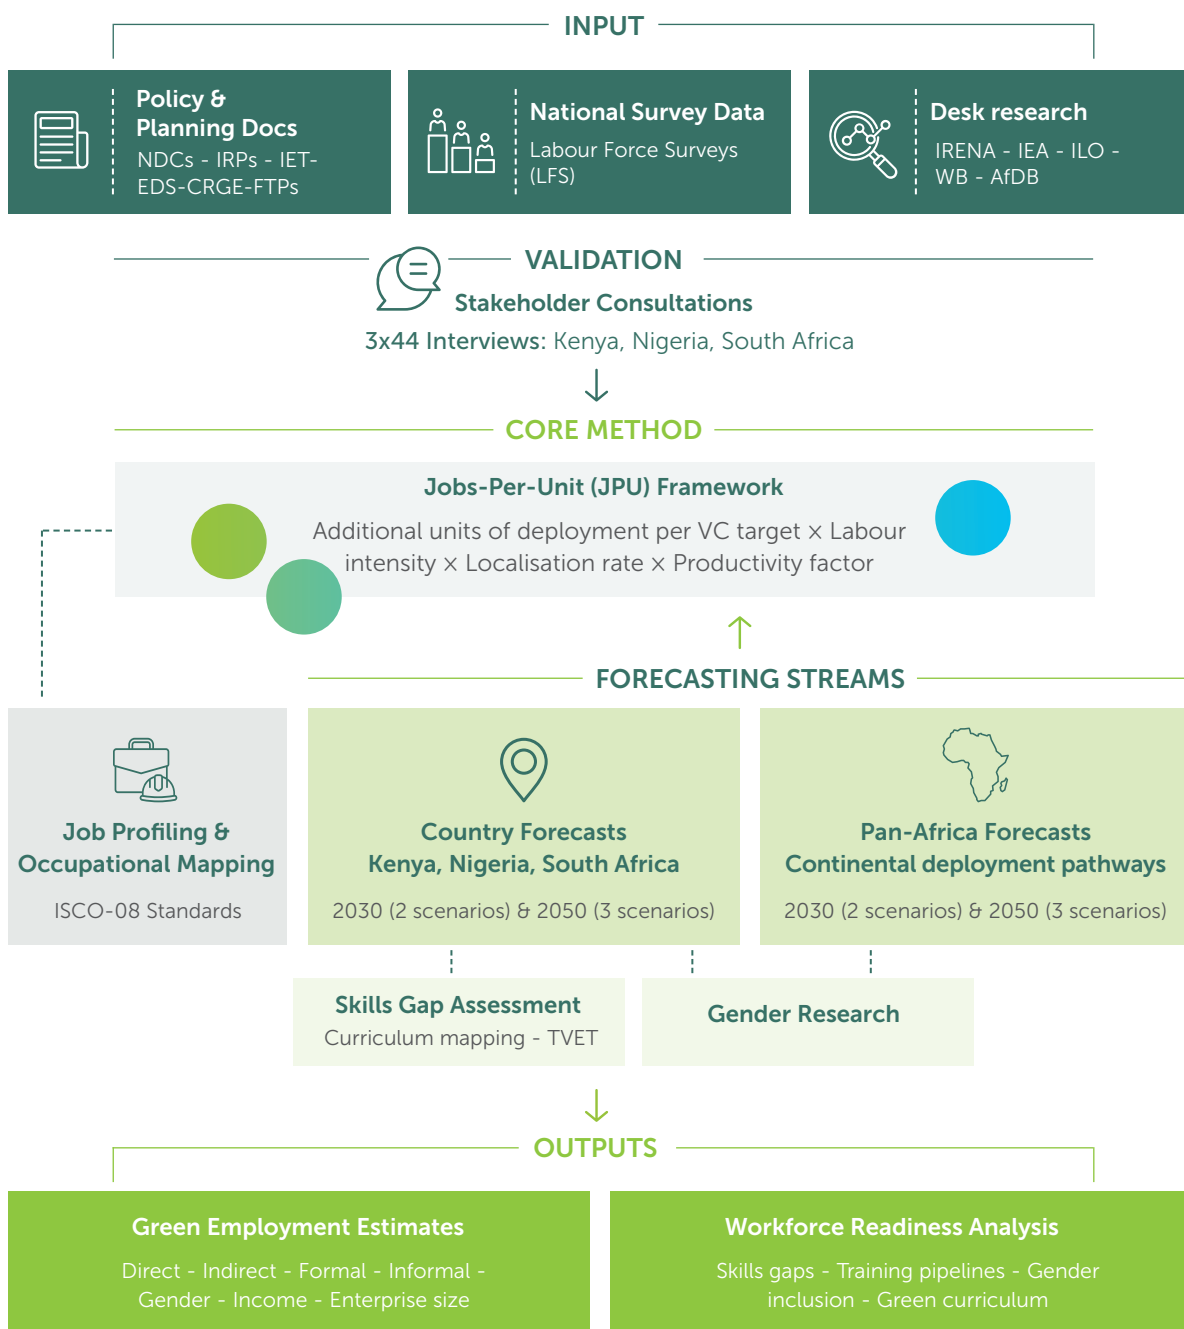 INPUT
Policy &
Planning Docs
NDCs - IRPs - IET-
EDS-CRGE-FTPs
National Survey Data
Labour Force Surveys
(LFS)
Desk research
IRENA - IEA - ILO -
WB - AfDB
VALIDATION
Stakeholder Consultations
3x44 Interviews: Kenya, Nigeria, South Africa
CORE METHOD
Jobs-Per-Unit (JPU) Framework
Additional units of deployment per VC target × Labour
intensity × Localisation rate × Productivity factor
FORECASTING STREAMS
Job Profiling &
Occupational Mapping
ISCO-08 Standards
Country Forecasts
Kenya, Nigeria, South Africa
2030 (2 scenarios) & 2050 (3 scenarios)
Pan-Africa Forecasts
Continental deployment pathways
2030 (2 scenarios) & 2050 (3 scenarios)
Skills Gap Assessment
Curriculum mapping - TVET
Gender Research
OUTPUTS
Green Employment Estimates
Direct - Indirect - Formal - Informal -
Gender - Income - Enterprise size
Workforce Readiness Analysis
Skills gaps - Training pipelines - Gender
inclusion - Green curriculum